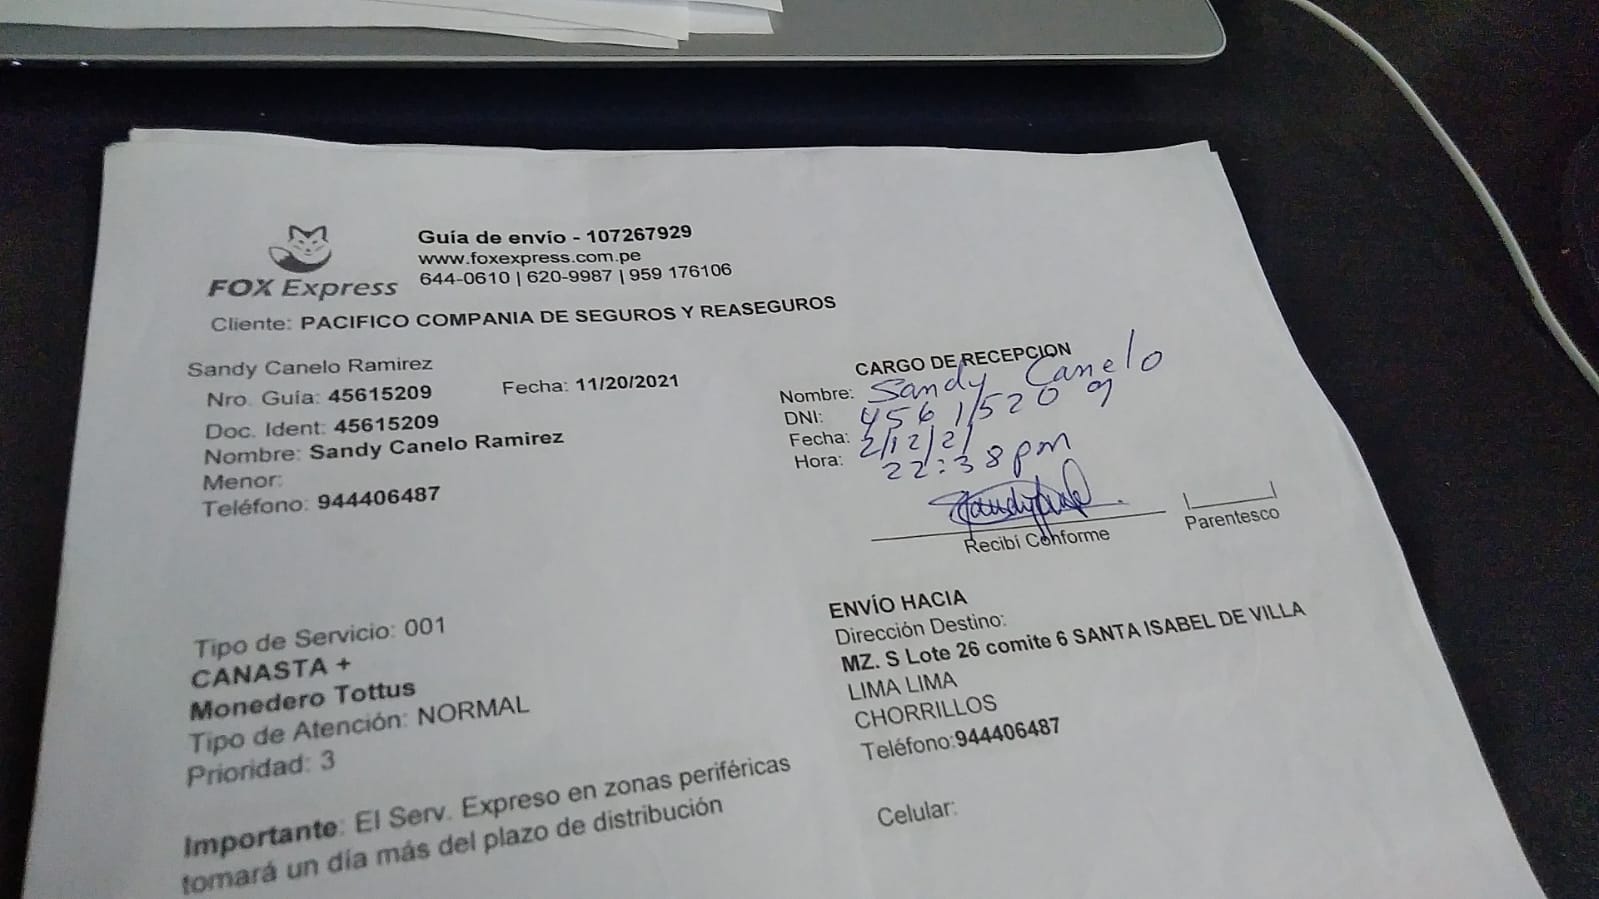 FOX Express
Guía de envío - 107267929
www.foxexpress.com.pe
644-0610 | 620-9987 | 959 176106
Cliente: PACIFICO COMPANIA DE SEGUROS Y REASEGUROS
Sandy Canelo Ramirez
Nro. Guía: 45615209 Fecha: 11/20/2021
Doc. Ident: 45615209
Nombre: Sandy Canelo Ramirez
Menor:
Teléfono: 944406487
CARGO DE RECEPCION
Nombre: Sandy Canelo
DNI: 45615209
Fecha: 2/12/21
Hora: 22:38 pm
Recibí Conforme
Parentesco
Tipo de Servicio: 001
CANASTA +
Monedero Tottus
Tipo de Atención: NORMAL
Prioridad: 3
Importante: El Serv. Expreso en zonas periféricas
tomará un día más del plazo de distribución
ENVÍO HACIA
Dirección Destino:
MZ. S Lote 26 comite 6 SANTA ISABEL DE VILLA
LIMA LIMA
CHORRILLOS
Teléfono:944406487
Celular: